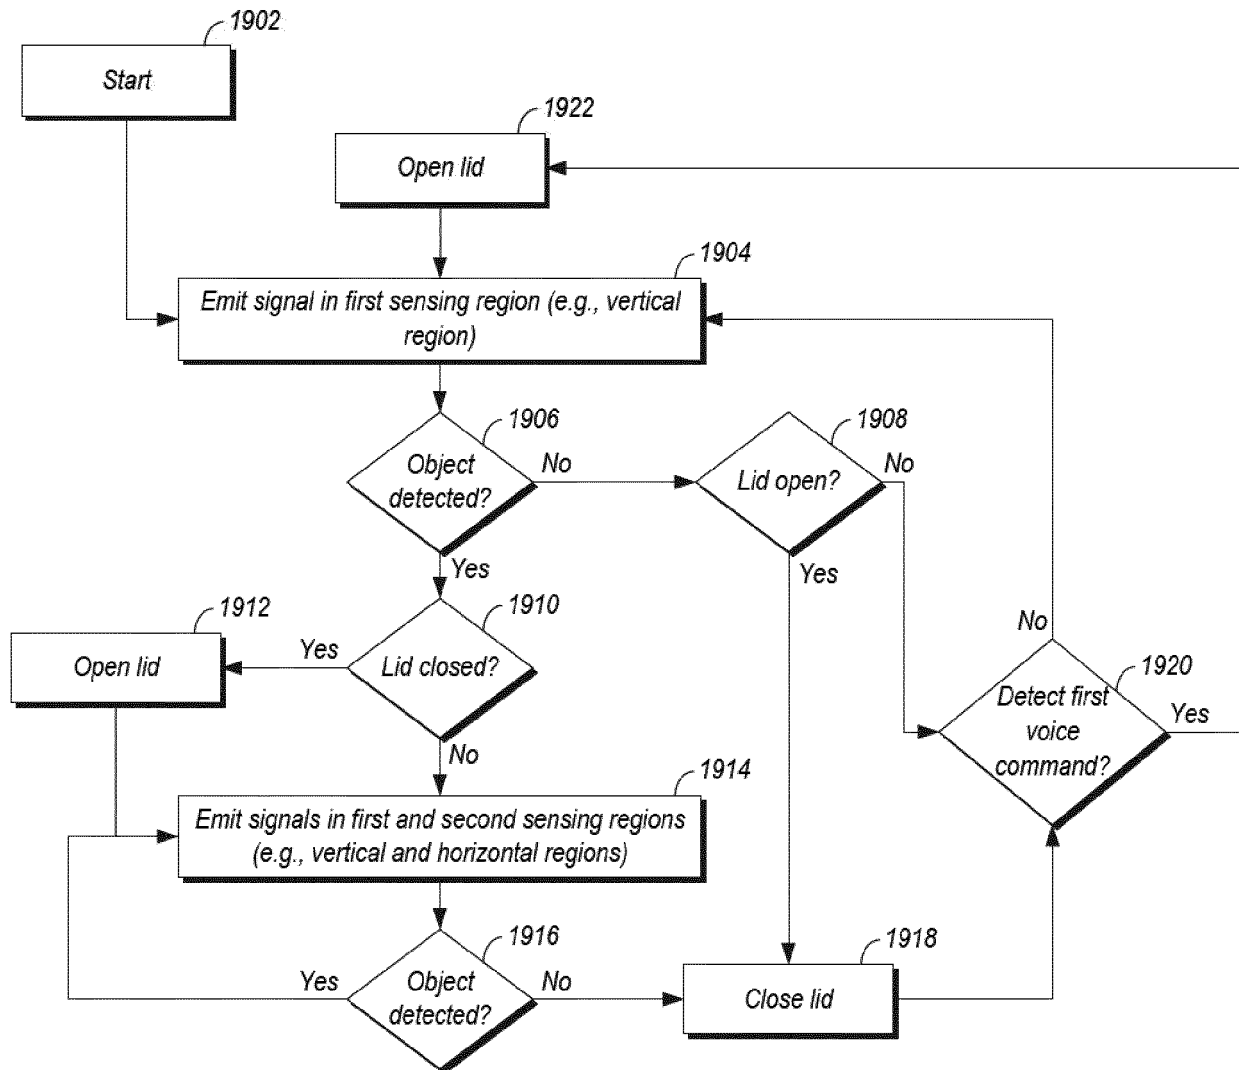 1902
Start
1922
Open lid
1904
Emit signal in first sensing region (e.g., vertical
region)
1906
Object
detected?
No
Yes
1908
Lid open?
No
Yes
1910
Lid closed?
Yes
No
1912
Open lid
1914
Emit signals in first and second sensing regions
(e.g., vertical and horizontal regions)
1916
Object
detected?
Yes
No
1918
Close lid
No
1920
Detect first
voice
command?
Yes